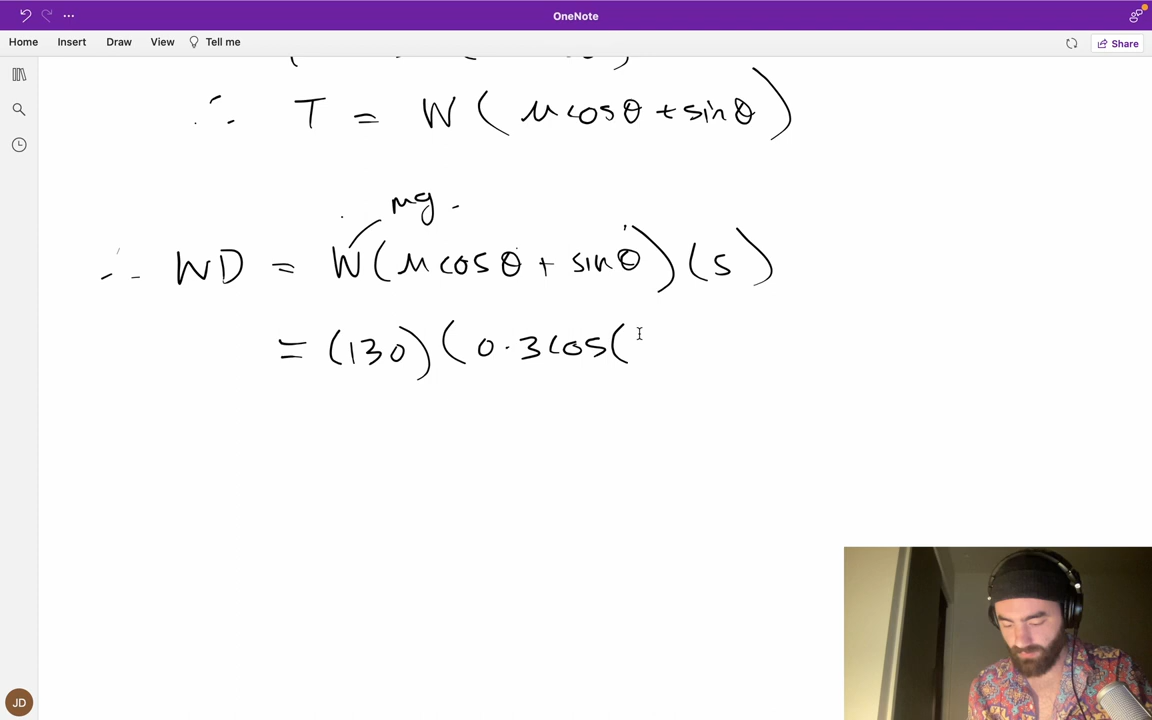 OneNote
Home Insert Draw View Tell me Share
∴ T = W(μcosθ + sinθ)
mg
∴ WD = W(μcosθ + sinθ)(s)
= (130)(0.3cos(
JD